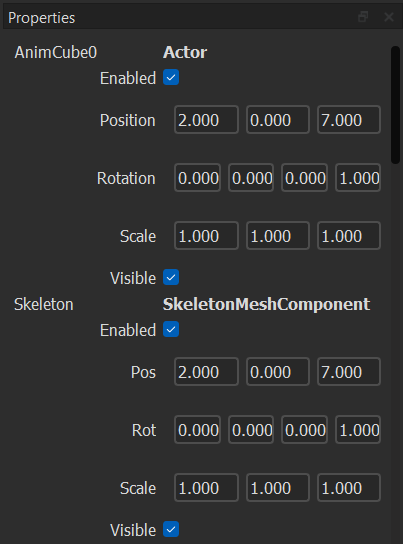 Properties
AnimCube0 Actor
Enabled
Position 2.000 0.000 7.000
Rotation 0.000 0.000 0.000 1.000
Scale 1.000 1.000 1.000
Visible
Skeleton SkeletonMeshComponent
Enabled
Pos 2.000 0.000 7.000
Rot 0.000 0.000 0.000 1.000
Scale 1.000 1.000 1.000
Visible